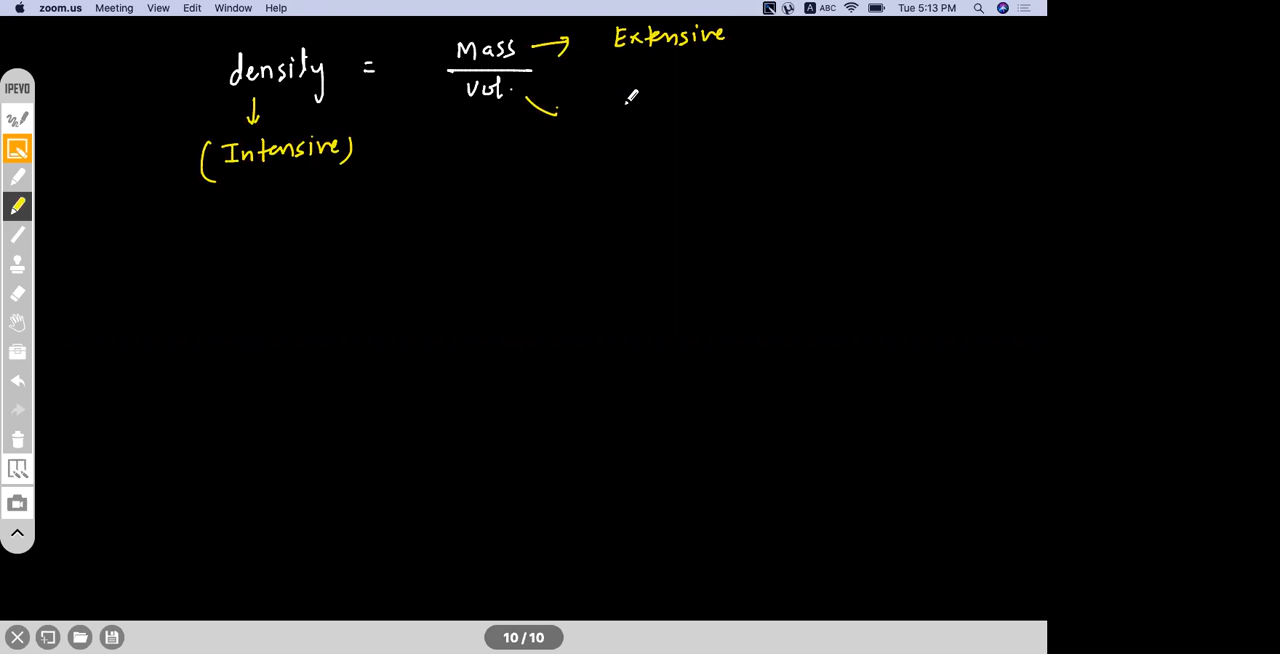 zoom.us Meeting View Edit Window Help A ABC Tue 5:13 PM
density = Mass → Extensive
vol.
↓
(Intensive)
IPEVO
10/10